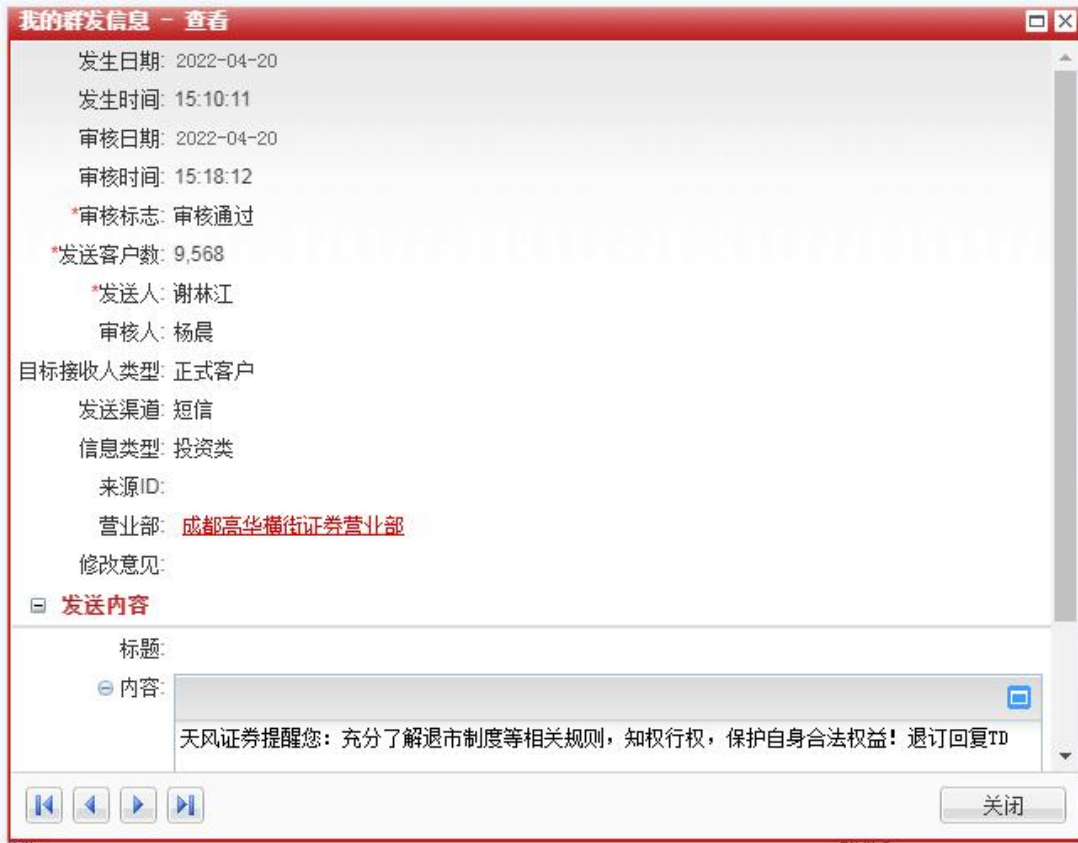 我的群发信息 - 查看
发生日期: 2022-04-20
发生时间: 15:10:11
审核日期: 2022-04-20
审核时间: 15:18:12
*审核标志: 审核通过
*发送客户数: 9,568
*发送人: 谢林江
审核人: 杨晨
目标接收人类型: 正式客户
发送渠道: 短信
信息类型: 投资类
来源ID:
营业部: 成都高华横街证券营业部
修改意见:
发送内容
标题:
内容:
天风证券提醒您：充分了解退市制度等相关规则，知权行权，保护自身合法权益！退订回复TD
关闭